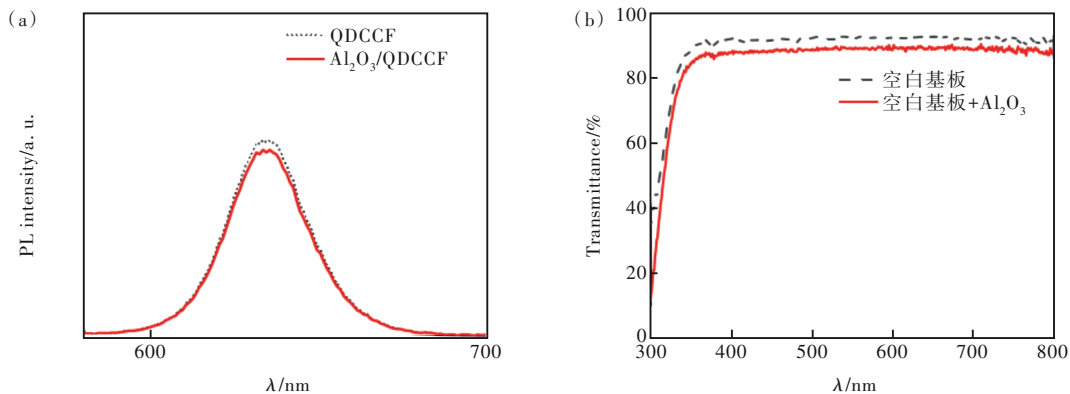 (a)
QDCCF
Al₂O₃/QDCCF
PL intensity/a. u.
600
700
λ/nm
(b)
100
80
60
40
20
0
空白基板
空白基板+Al₂O₃
Transmittance/%
300
400
500
600
700
800
λ/nm